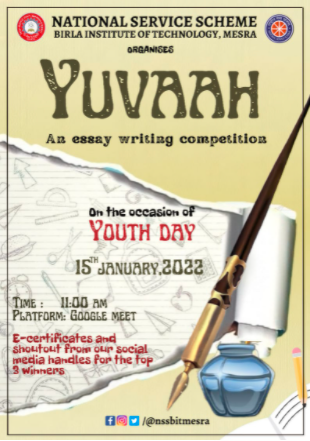 NATIONAL SERVICE SCHEME
BIRLA INSTITUTE OF TECHNOLOGY, MESRA
ORGANISES
YUVAAH
An essay writing competition
On the occasion of
YOUTH DAY
15TH JANUARY,2022
TIME : 11:00 AM
PLATFORM: GOOGLE MEET
E-certificates and
shoutout from our social
media handles for the top
3 winners
/@nssbitmesra